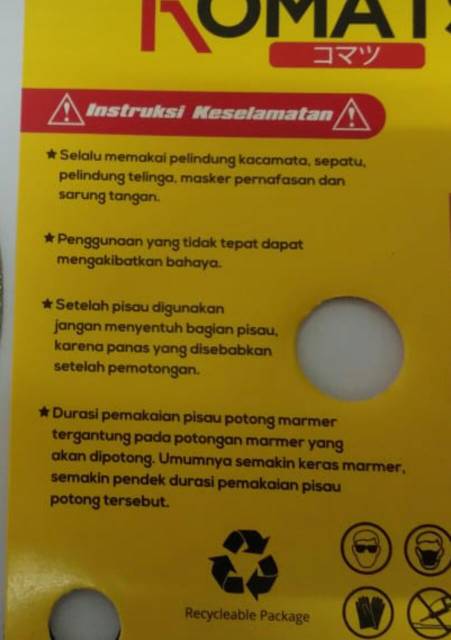 コマツ
Instruksi Keselamatan
★ Selalu memakai pelindung kacamata, sepatu,
pelindung telinga, masker pernafasan dan
sarung tangan.
★ Penggunaan yang tidak tepat dapat
mengakibatkan bahaya.
★ Setelah pisau digunakan
jangan menyentuh bagian pisau,
karena panas yang disebabkan
setelah pemotongan.
★ Durasi pemakaian pisau potong marmer
tergantung pada potongan marmer yang
akan dipotong. Umumnya semakin keras marmer,
semakin pendek durasi pemakaian pisau
potong tersebut.
Recycleable Package